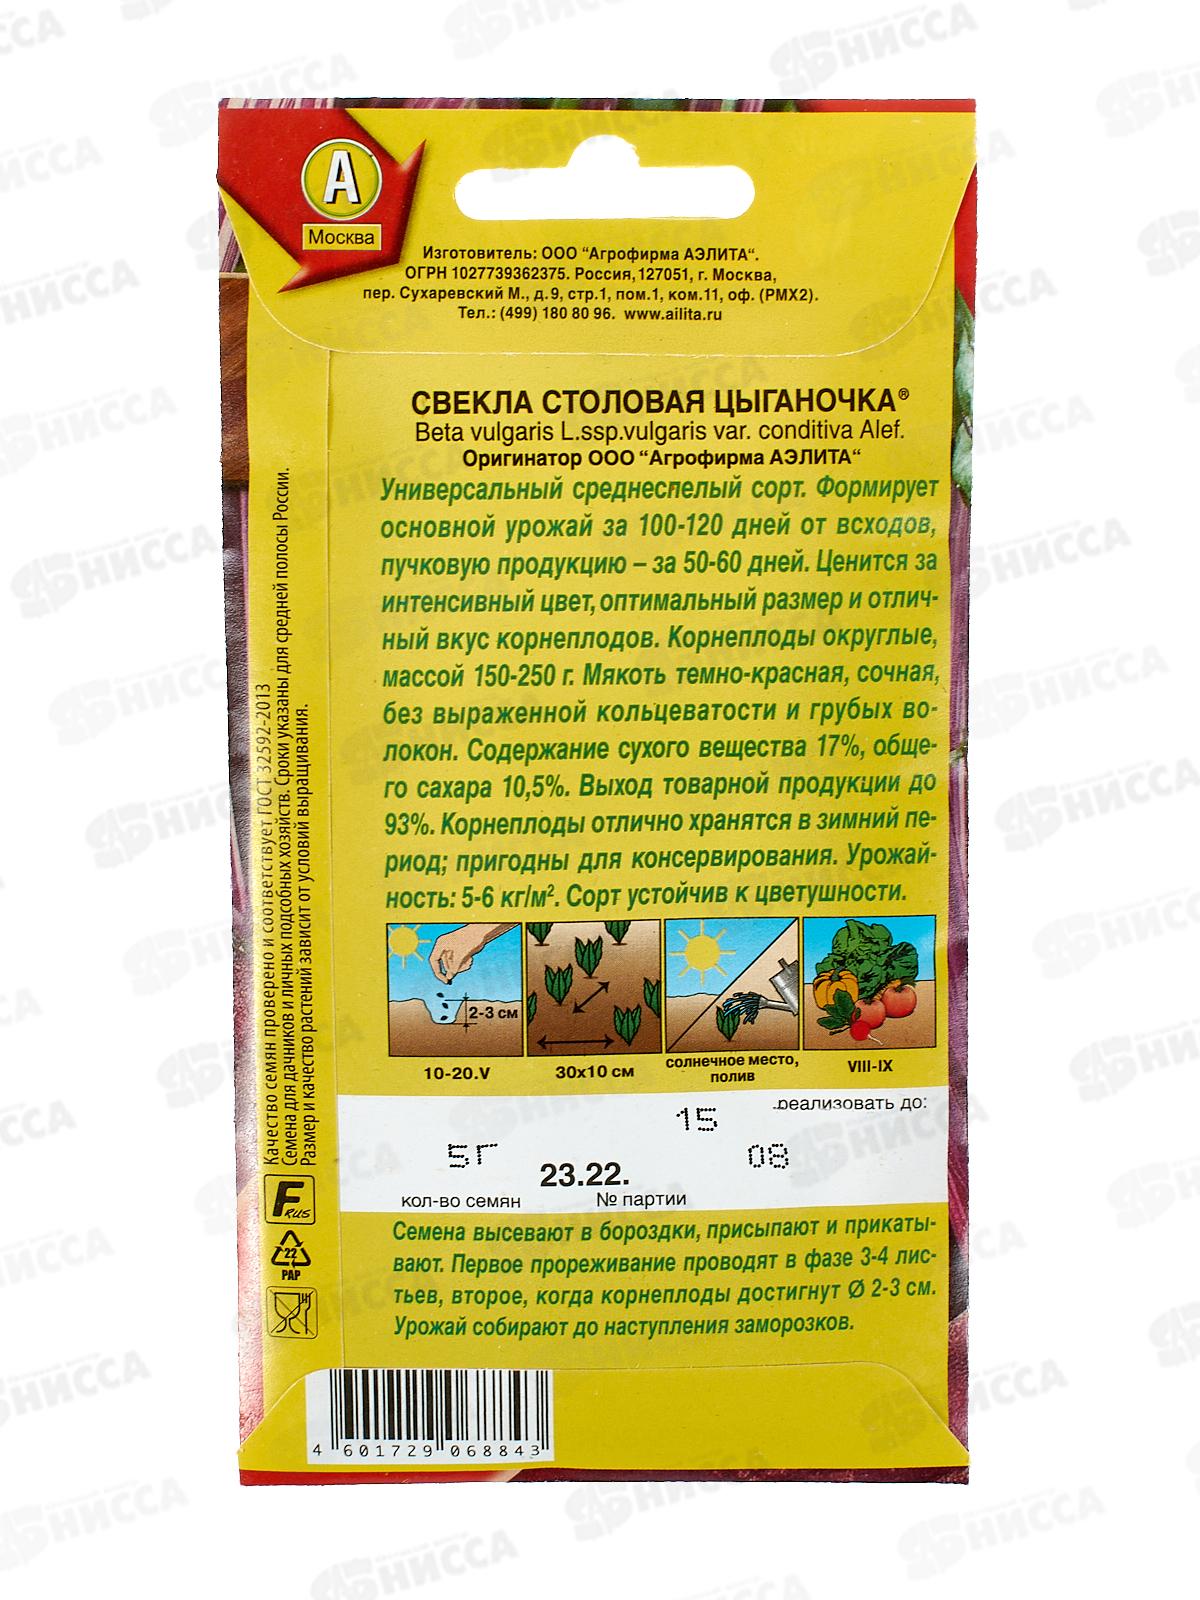 А
Москва
Изготовитель: ООО “Агрофирма АЭЛИТА“.
ОГРН 1027739362375. Россия, 127051, г. Москва,
пер. Сухаревский М., д.9, стр.1, пом.1, ком.11, оф. (РМХ2).
Тел.: (499) 180 80 96. www.ailita.ru
СВЕКЛА СТОЛОВАЯ ЦЫГАНОЧКА®
Beta vulgaris L.ssp.vulgaris var. conditiva Alef.
Оригинатор ООО “Агрофирма АЭЛИТА“
Универсальный среднеспелый сорт. Формирует
основной урожай за 100-120 дней от всходов,
пучковую продукцию – за 50-60 дней. Ценится за
интенсивный цвет, оптимальный размер и отлич-
ный вкус корнеплодов. Корнеплоды округлые,
массой 150-250 г. Мякоть темно-красная, сочная,
без выраженной кольцеватости и грубых во-
локон. Содержание сухого вещества 17%, обще-
го сахара 10,5%. Выход товарной продукции до
93%. Корнеплоды отлично хранятся в зимний пе-
риод; пригодны для консервирования. Урожай-
ность: 5-6 кг/м². Сорт устойчив к цветушности.
2-3 см
10-20.V
30х10 см
солнечное место,
полив
VIII-IX
реализовать до:
15
5Г
08
23.22.
кол-во семян
№ партии
Семена высевают в бороздки, присыпают и прикаты-
вают. Первое прореживание проводят в фазе 3-4 лис-
тьев, второе, когда корнеплоды достигнут Ø 2-3 см.
Урожай собирают до наступления заморозков.
Качество семян проверено и соответствует ГОСТ 32592-2013
Семена для дачников и личных подсобных хозяйств. Сроки указаны для средней полосы России.
Размер и качество растений зависит от условий выращивания.
F RUS
22
PAP
4 601729 068843
НИССА